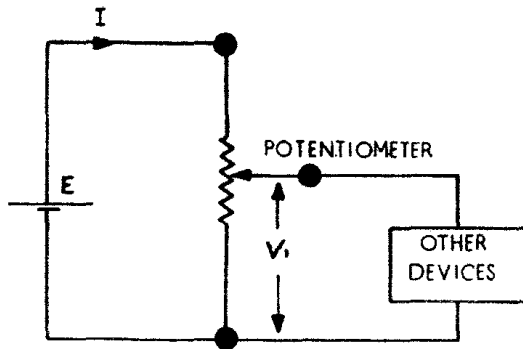 I
POTENTIOMETER
E
V₁
OTHER
DEVICES